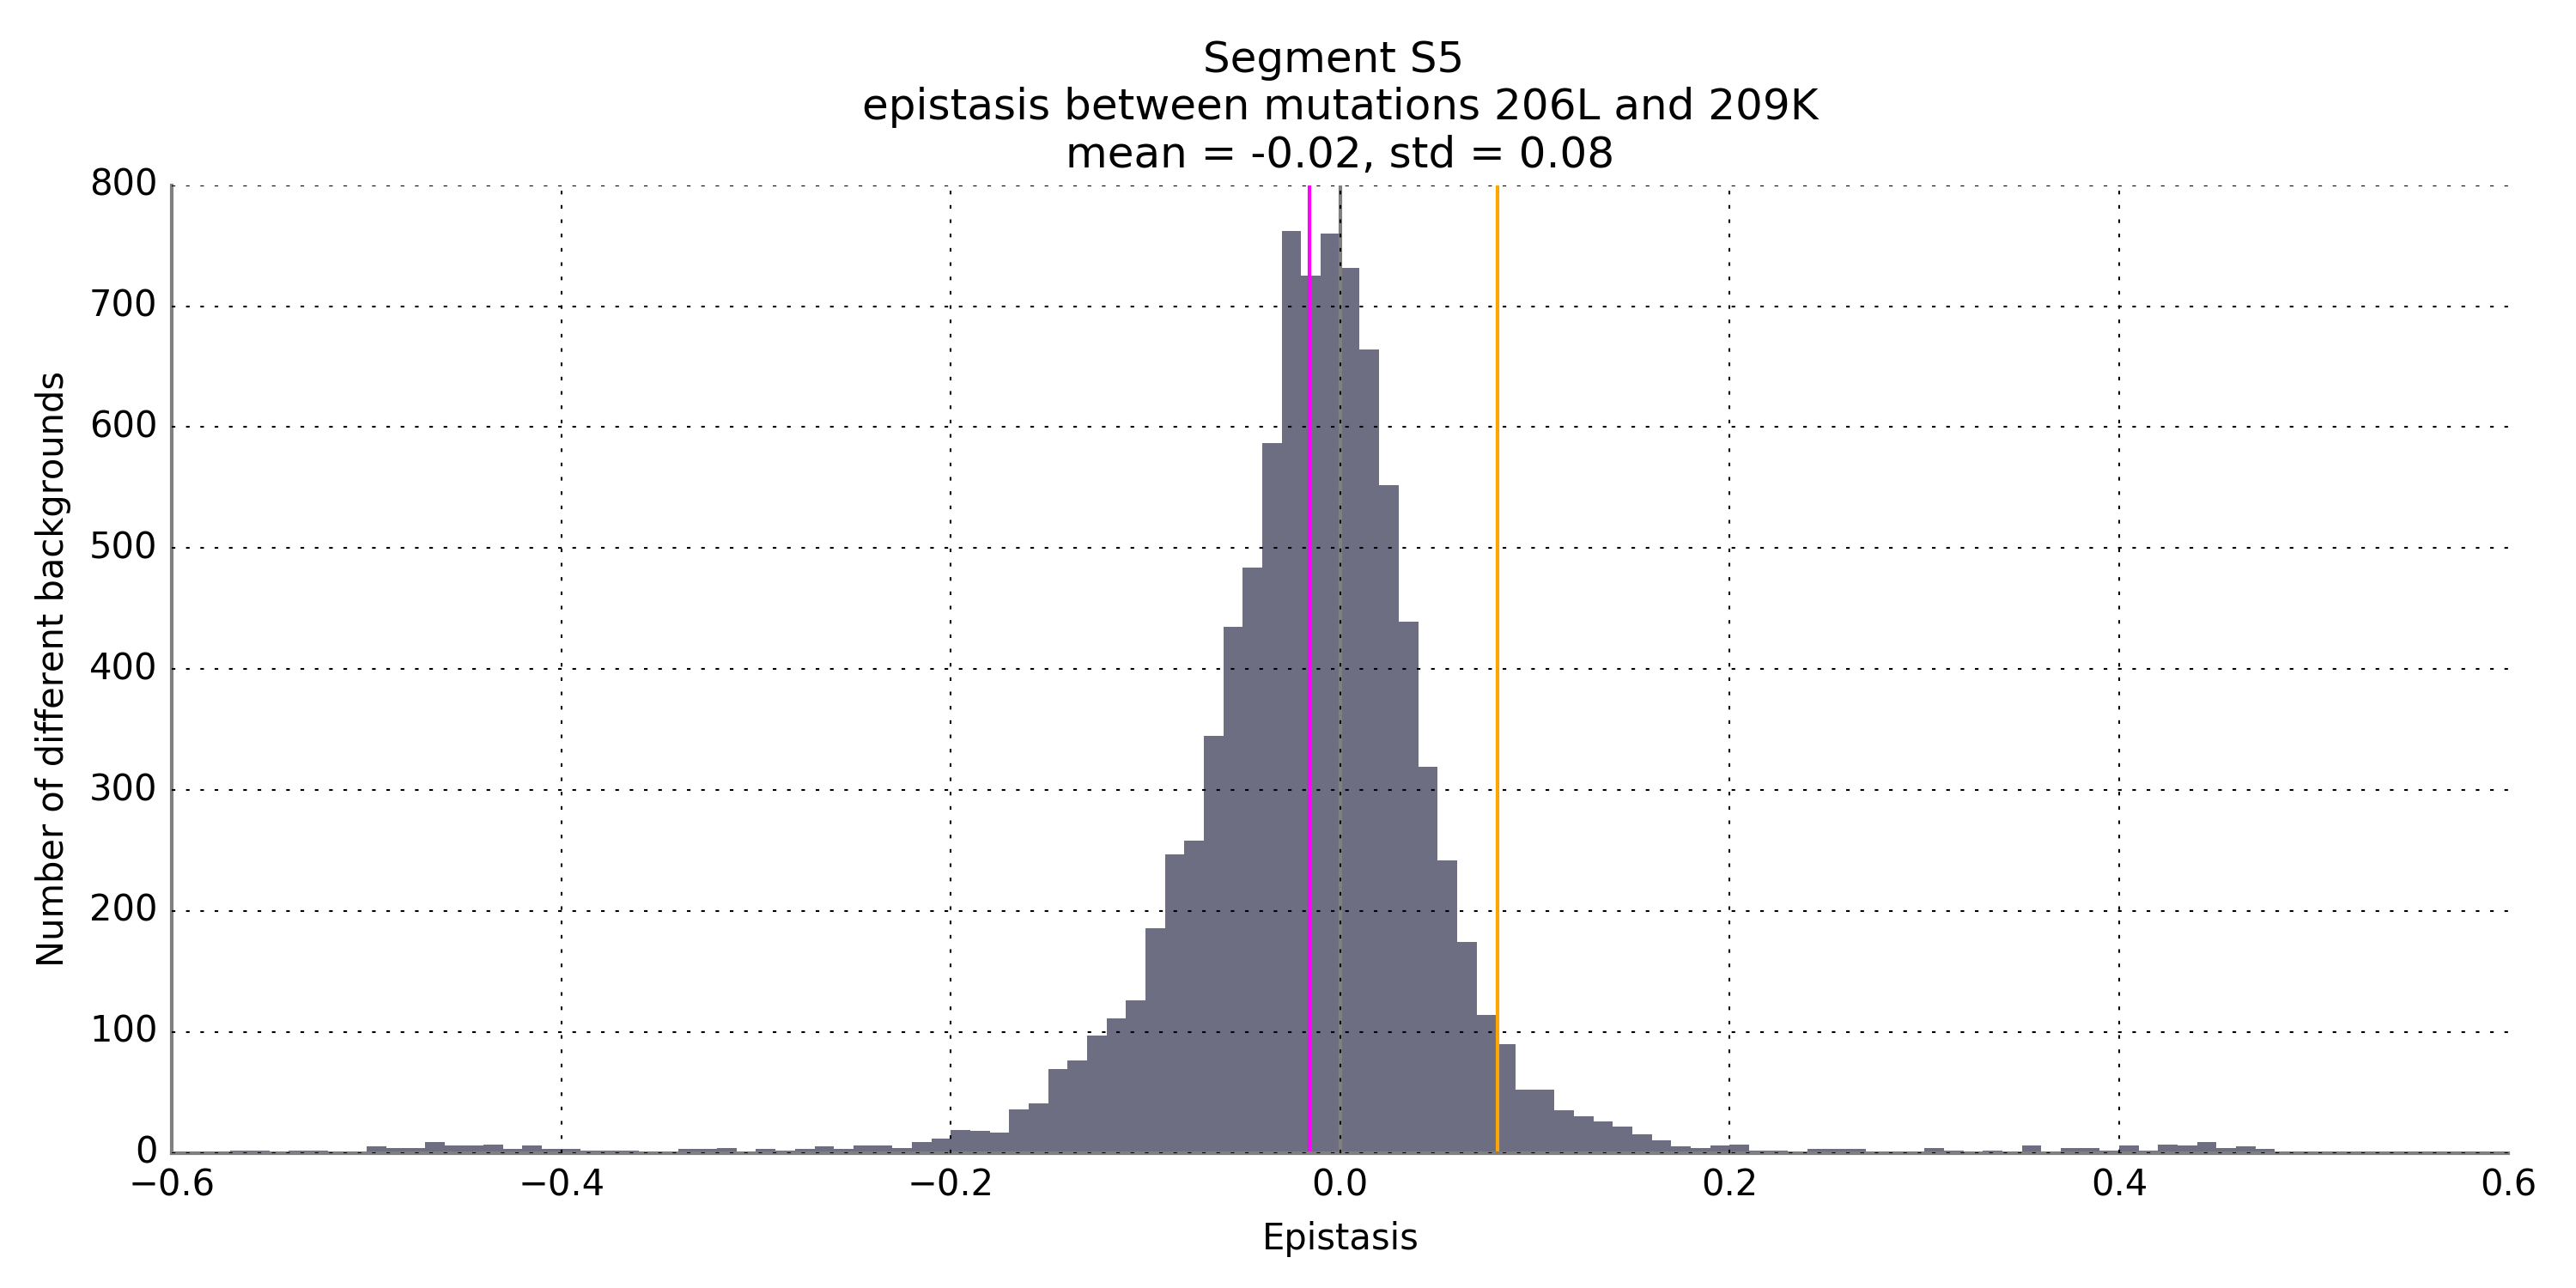 Segment S5
epistasis between mutations 206L and 209K
mean = -0.02, std = 0.08
800
700
600
500
400
300
200
100
0
Number of different backgrounds
−0.6 −0.4 −0.2 0.0 0.2 0.4 0.6
Epistasis